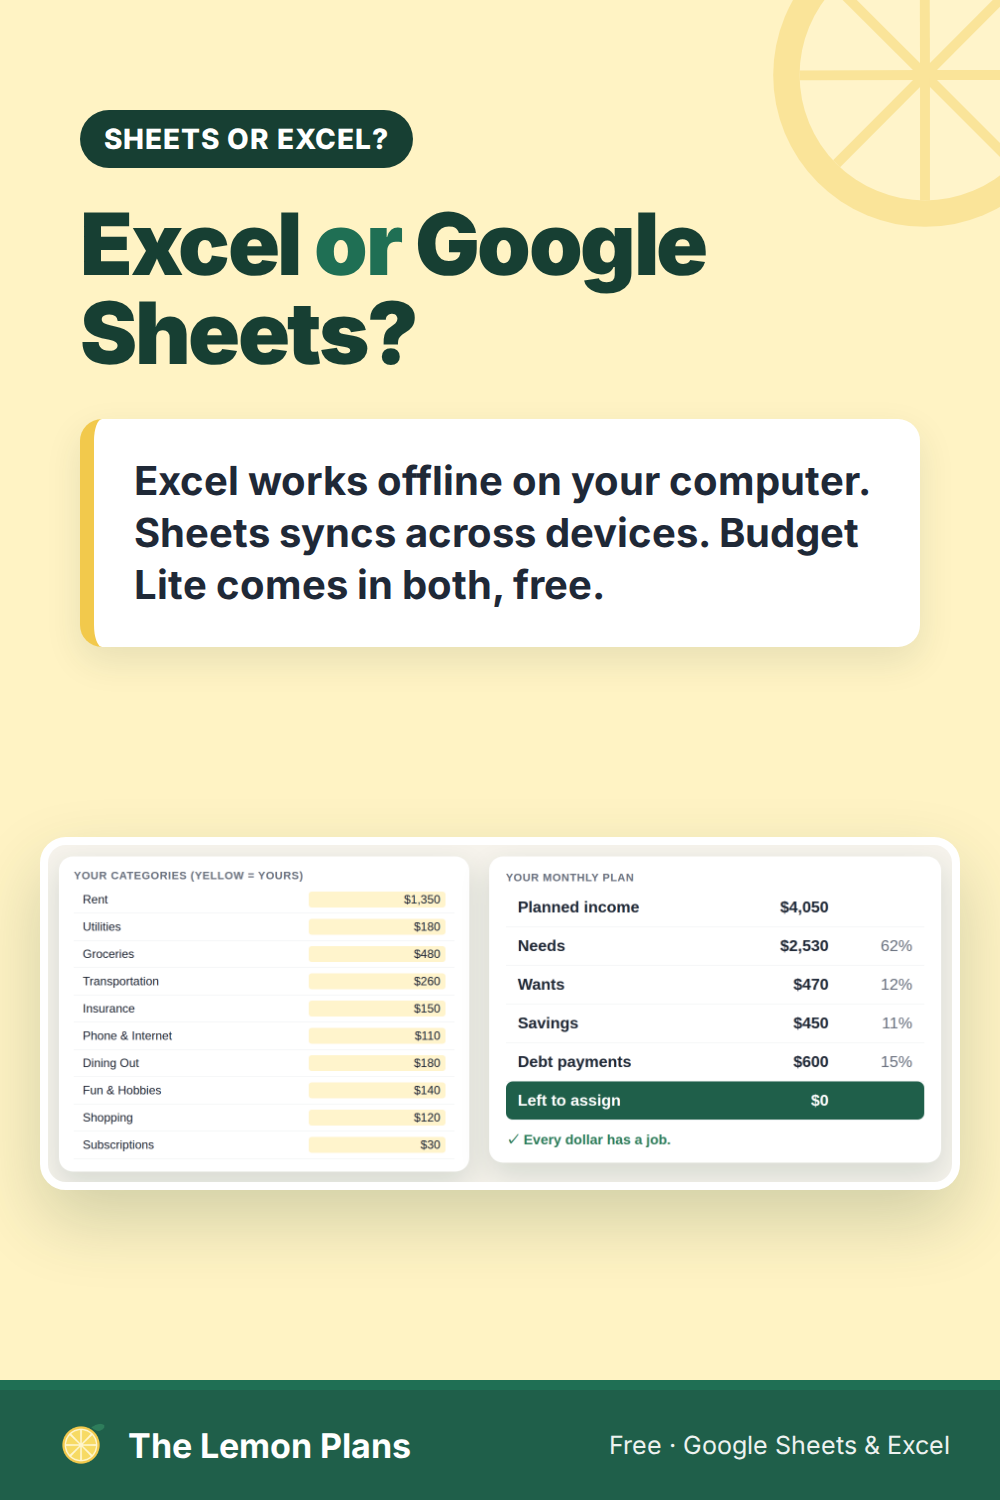 SHEETS OR EXCEL?
Excel or Google
Sheets?
Excel works offline on your computer.
Sheets syncs across devices. Budget
Lite comes in both, free.
YOUR CATEGORIES (YELLOW = YOURS)
Rent $1,350
Utilities $180
Groceries $480
Transportation $260
Insurance $150
Phone & Internet $110
Dining Out $180
Fun & Hobbies $140
Shopping $120
Subscriptions $30
YOUR MONTHLY PLAN
Planned income $4,050
Needs $2,530 62%
Wants $470 12%
Savings $450 11%
Debt payments $600 15%
Left to assign $0
✓ Every dollar has a job.
The Lemon Plans
Free · Google Sheets & Excel